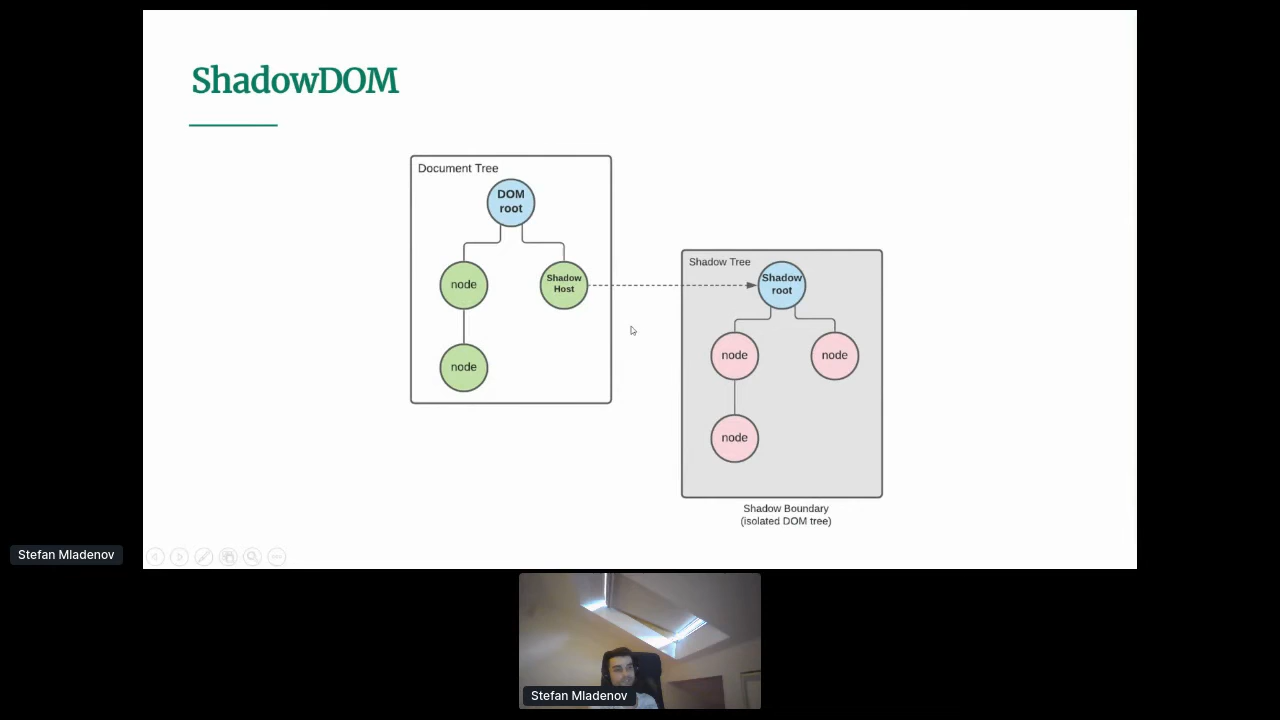 ShadowDOM
Document Tree
DOM
root
node
Shadow
Host
node
Shadow Tree
Shadow
root
node
node
node
Shadow Boundary
(isolated DOM tree)
Stefan Mladenov
Stefan Mladenov